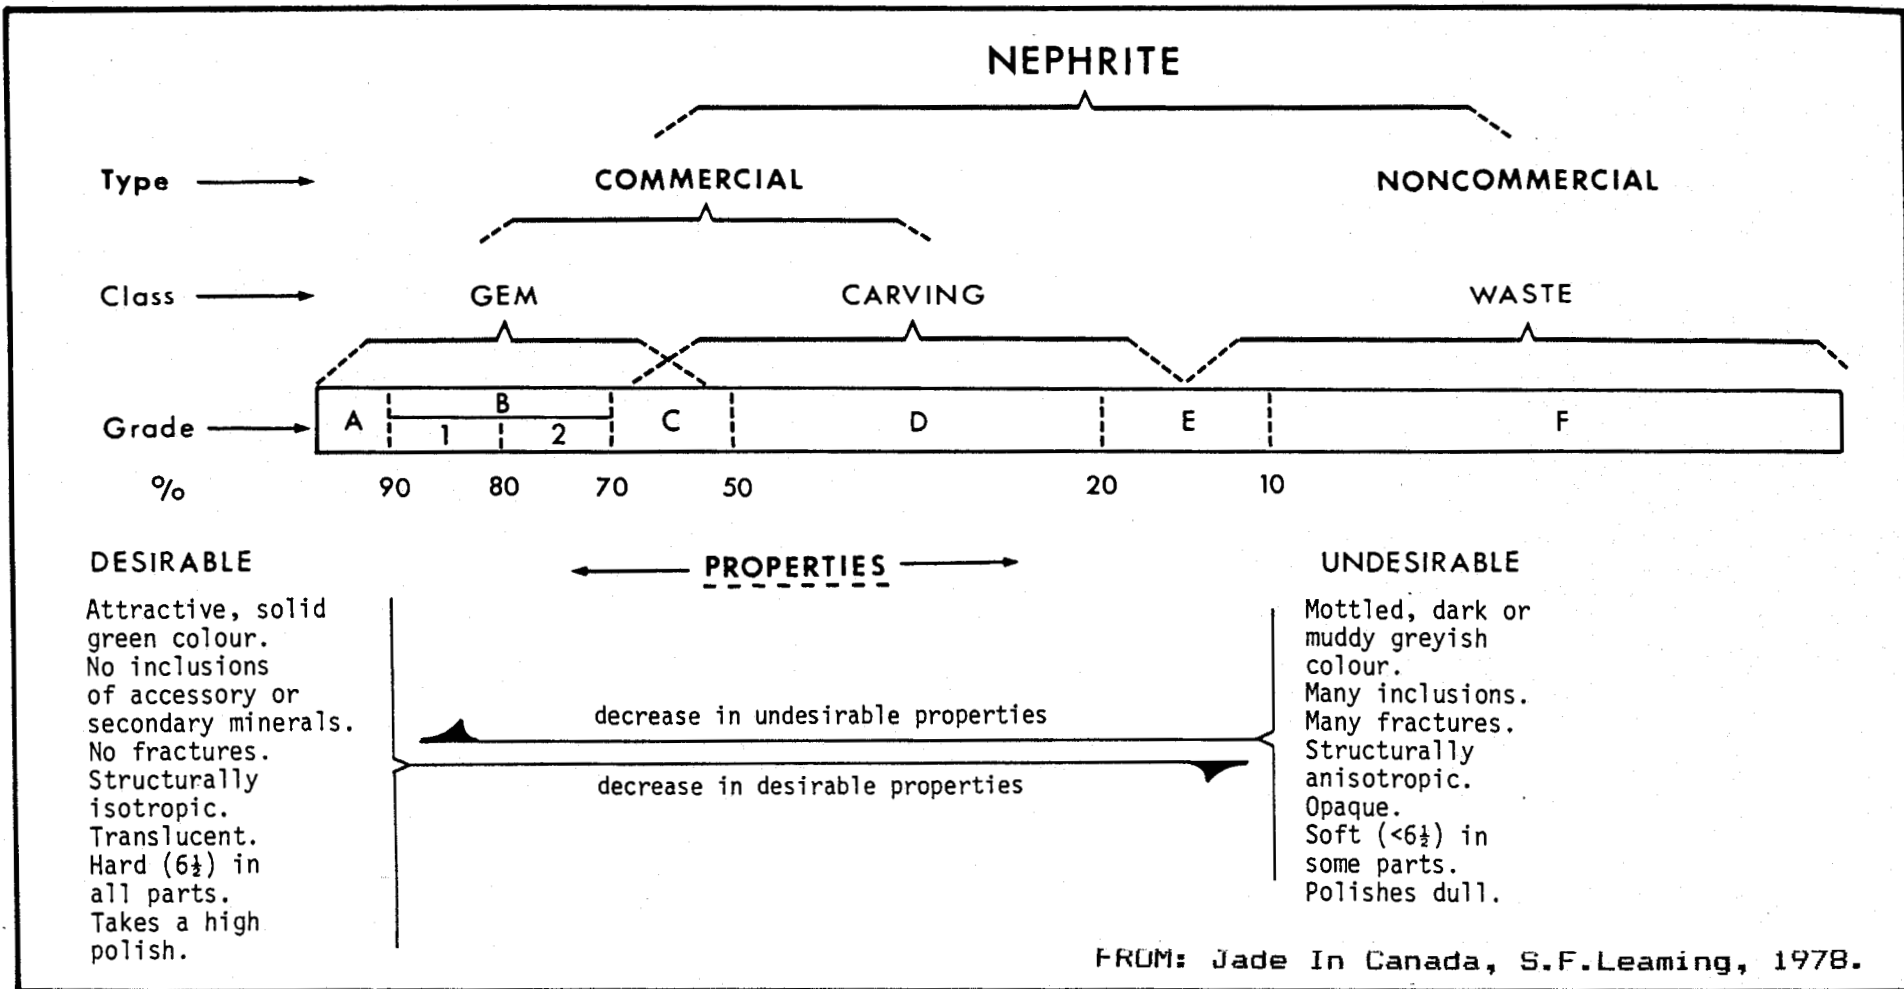 NEPHRITE
Type
COMMERCIAL
NONCOMMERCIAL
Class
GEM
CARVING
WASTE
Grade
A
B
1
2
C
D
E
F
%
90
80
70
50
20
10
DESIRABLE
PROPERTIES
UNDESIRABLE
Attractive, solid
green colour.
No inclusions
of accessory or
secondary minerals.
No fractures.
Structurally
isotropic.
Translucent.
Hard (6½) in
all parts.
Takes a high
polish.
decrease in undesirable properties
decrease in desirable properties
Mottled, dark or
muddy greyish
colour.
Many inclusions.
Many fractures.
Structurally
anisotropic.
Opaque.
Soft (<6½) in
some parts.
Polishes dull.
FROM: Jade In Canada, S.F.Leaming, 1978.